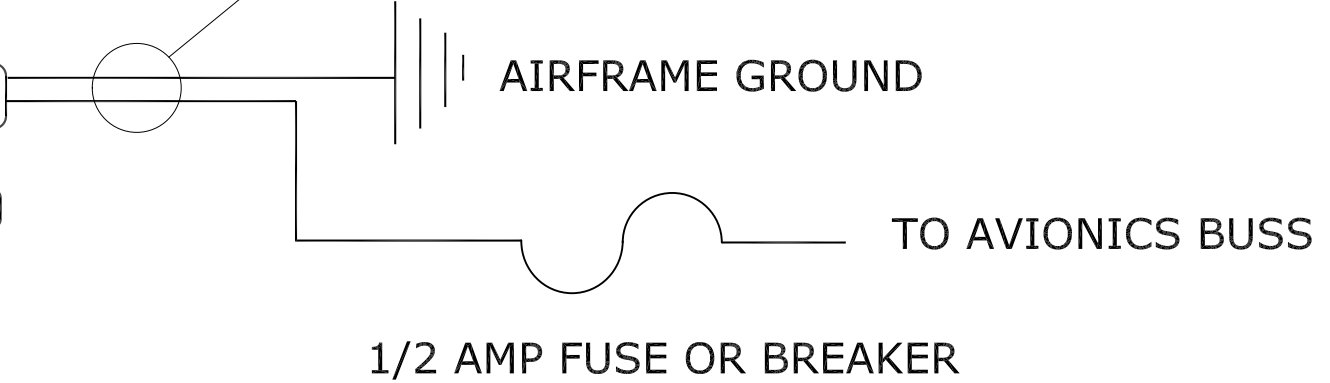 AIRFRAME GROUND
TO AVIONICS BUSS
1/2 AMP FUSE OR BREAKER